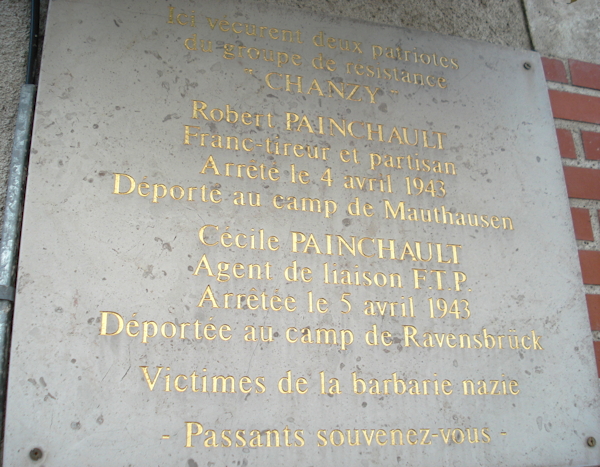 Ici vécurent deux patriotes
du groupe de résistance
"CHANZY"
Robert PAINCHAULT
Franc-tireur et partisan
Arrêté le 4 avril 1943
Déporté au camp de Mauthausen
Cécile PAINCHAULT
Agent de liaison F.T.P.
Arrêtée le 5 avril 1943
Déportée au camp de Ravensbrück
Victimes de la barbarie nazie
- Passants souvenez-vous -